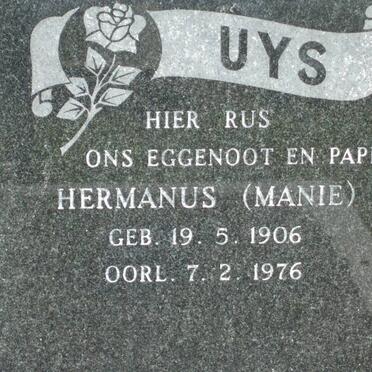 UYS
HIER RUS
ONS EGGENOOT EN PAP
HERMANUS (MANIE)
GEB. 19. 5. 1906
OORL. 7. 2. 1976